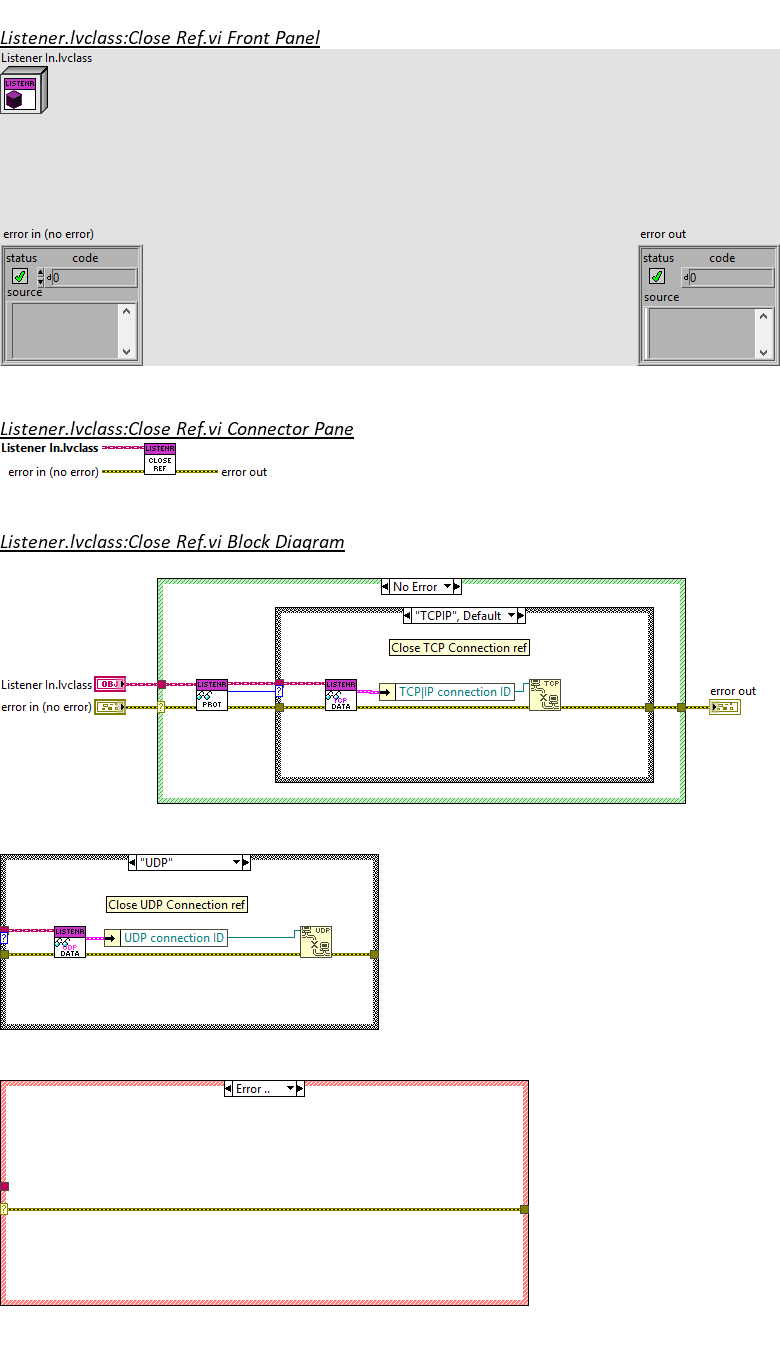 Listener.lvclass:Close Ref.vi Front Panel
Listener In.lvclass
LISTENR
error in (no error)
error out
status code
0
source
status code
0
source
Listener.lvclass:Close Ref.vi Connector Pane
Listener In.lvclass
LISTENR
CLOSE
REF
error in (no error)
error out
Listener.lvclass:Close Ref.vi Block Diagram
No Error
"TCPIP", Default
Close TCP Connection ref
Listener In.lvclass
OBJ
LISTENR
PROT
?
LISTENR
TCP
DATA
TCP|IP connection ID
TCP
error out
error in (no error)
?
"UDP"
Close UDP Connection ref
?
LISTENR
UDP
DATA
UDP connection ID
UDP
Error ..
?